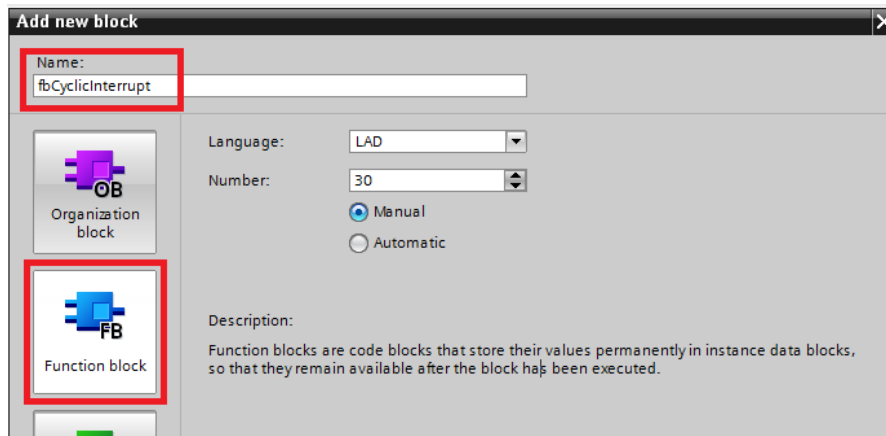 Add new block
Name:
fbCyclicInterrupt
Language:
LAD
Number:
30
Manual
Automatic
OB
Organization
block
FB
Function block
Description:
Function blocks are code blocks that store their values permanently in instance data blocks,
so that they remain available after the block has been executed.